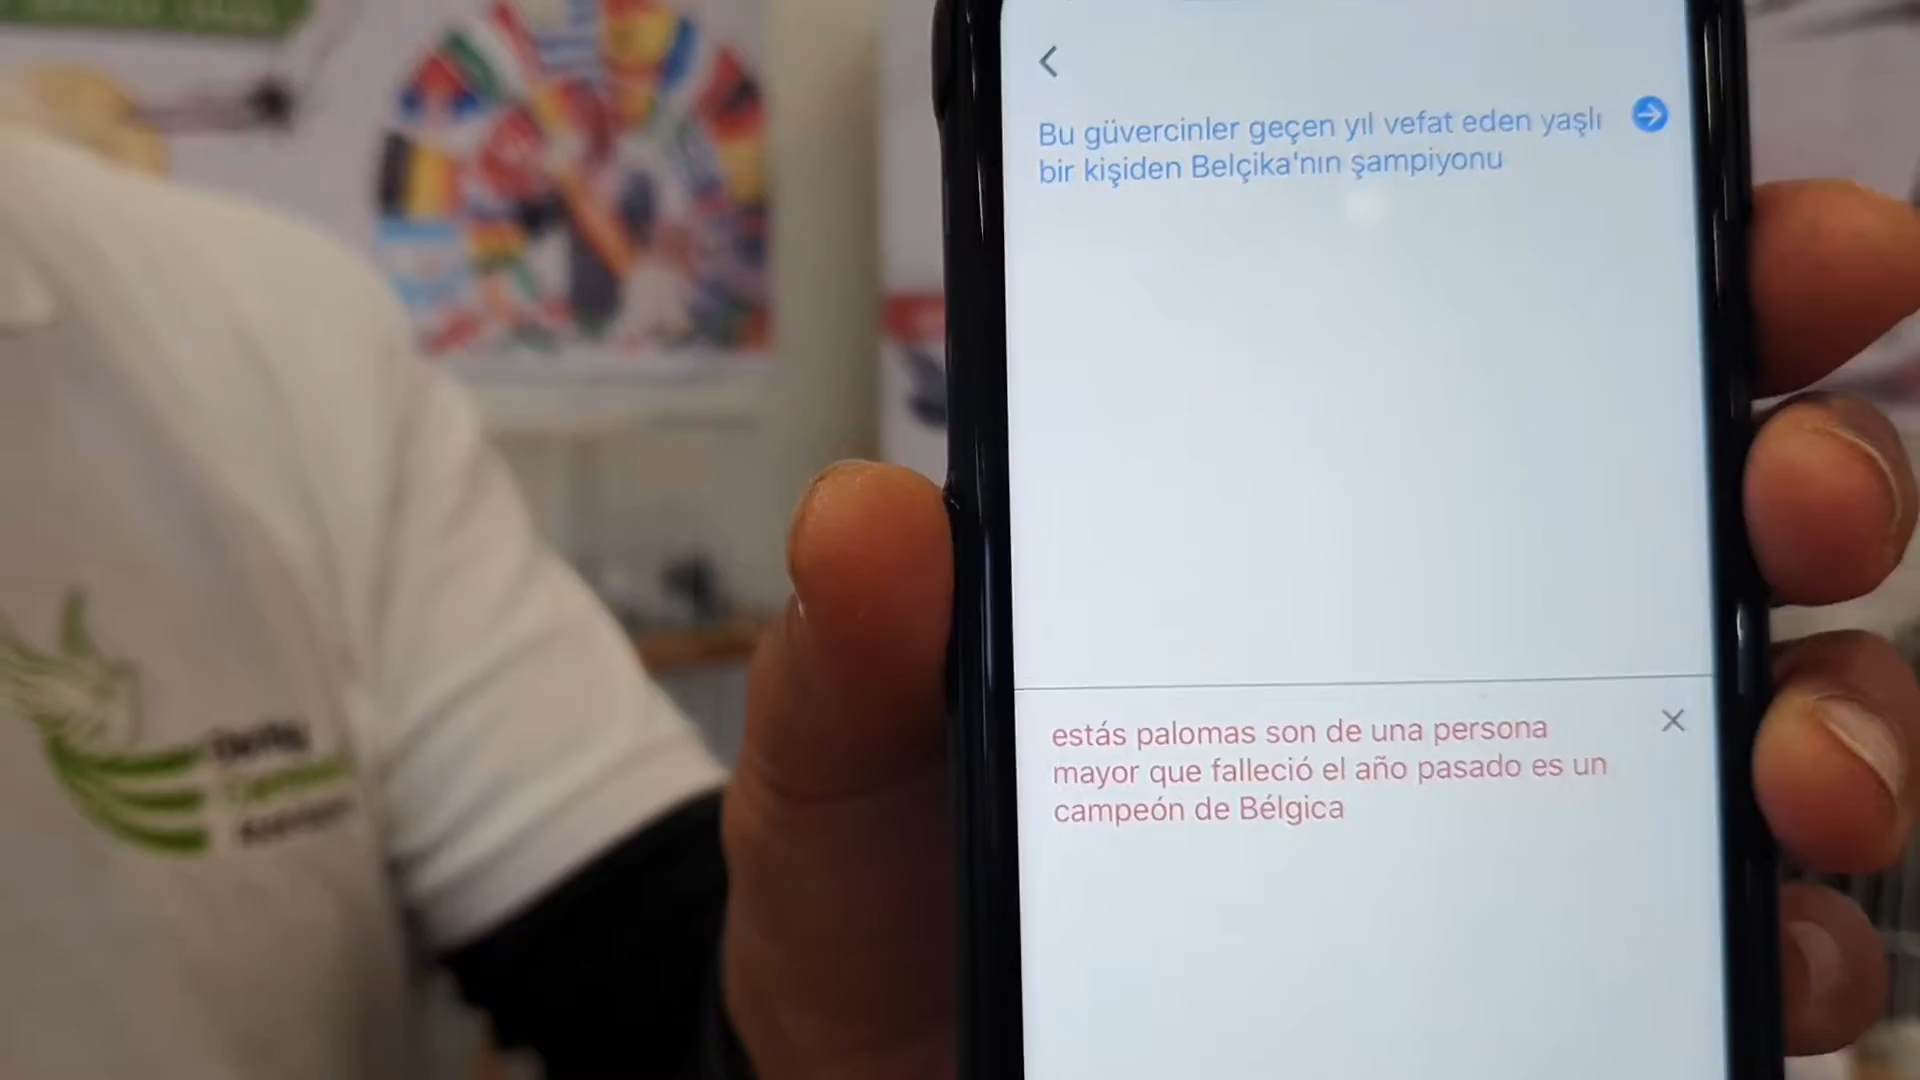 Bu güvercinler geçen yıl vefat eden yaşlı
bir kişiden Belçika'nın şampiyonu
estás palomas son de una persona
mayor que falleció el año pasado es un
campeón de Bélgica